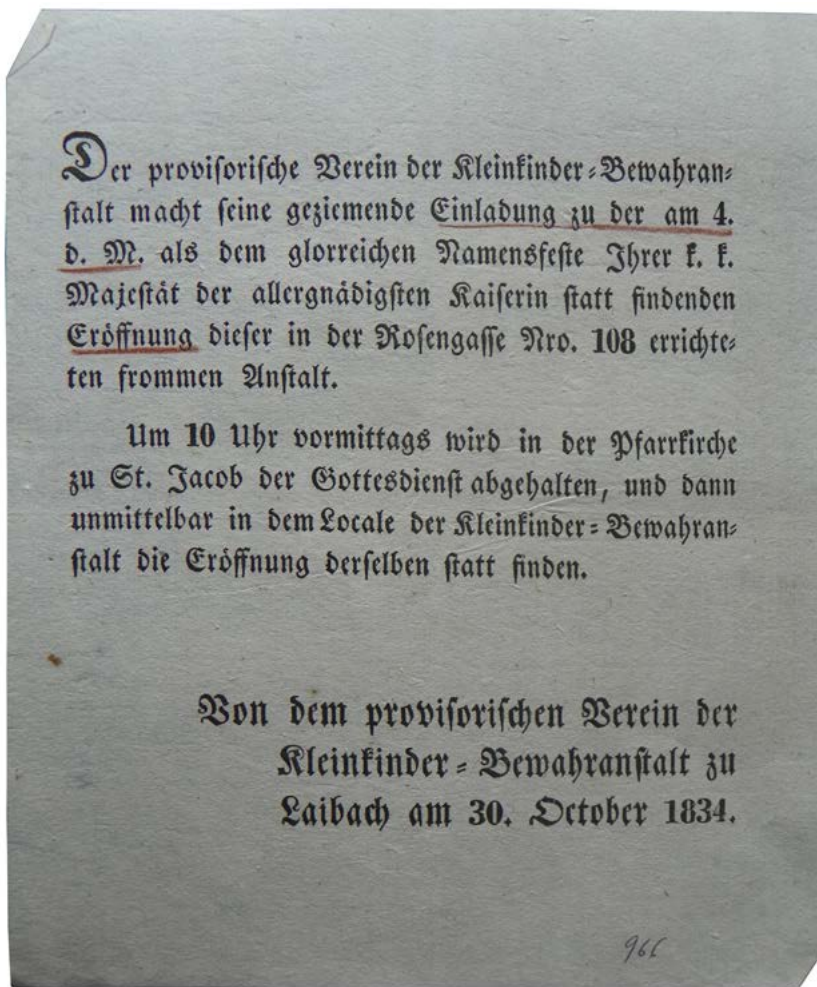 Der proviſoriſche Verein der Kleinkinder⸗Bewahran⸗
ſtalt macht ſeine geziemende Einladung zu der am 4.
d. M. als dem glorreichen Namensfeſte Ihrer k. k.
Majeſtät der allergnädigſten Kaiſerin ſtatt findenden
Eröffnung dieſer in der Roſengaſſe Nro. 108 errichte⸗
ten frommen Anſtalt.
Um 10 Uhr vormittags wird in der Pfarrkirche
zu St. Jacob der Gottesdienſt abgehalten, und dann
unmittelbar in dem Locale der Kleinkinder⸗Bewahran⸗
ſtalt die Eröffnung derſelben ſtatt finden.
Von dem proviſoriſchen Verein der
Kleinkinder⸗Bewahranſtalt zu
Laibach am 30. October 1834.